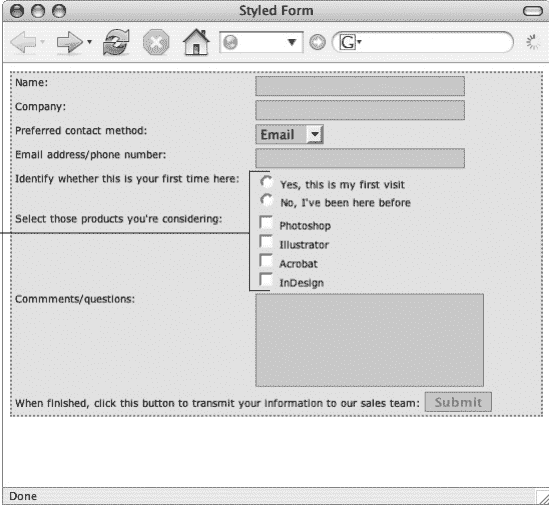 Styled Form
G
Name:
Company:
Preferred contact method: Email
Email address/phone number:
Identify whether this is your first time here:
Yes, this is my first visit
No, I've been here before
Select those products you're considering:
Photoshop
Illustrator
Acrobat
InDesign
Commments/questions:
When finished, click this button to transmit your information to our sales team: Submit
Done